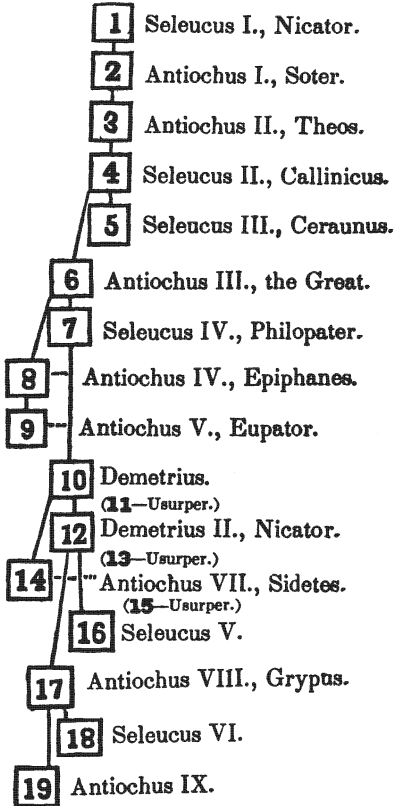 1 Seleucus I., Nicator.
2 Antiochus I., Soter.
3 Antiochus II., Theos.
4 Seleucus II., Callinicus.
5 Seleucus III., Ceraunus.
6 Antiochus III., the Great.
7 Seleucus IV., Philopater.
8 Antiochus IV., Epiphanes.
9 Antiochus V., Eupator.
10 Demetrius.
(11—Usurper.)
12 Demetrius II., Nicator.
(13—Usurper.)
14 Antiochus VII., Sidetes.
(15—Usurper.)
16 Seleucus V.
17 Antiochus VIII., Grypus.
18 Seleucus VI.
19 Antiochus IX.